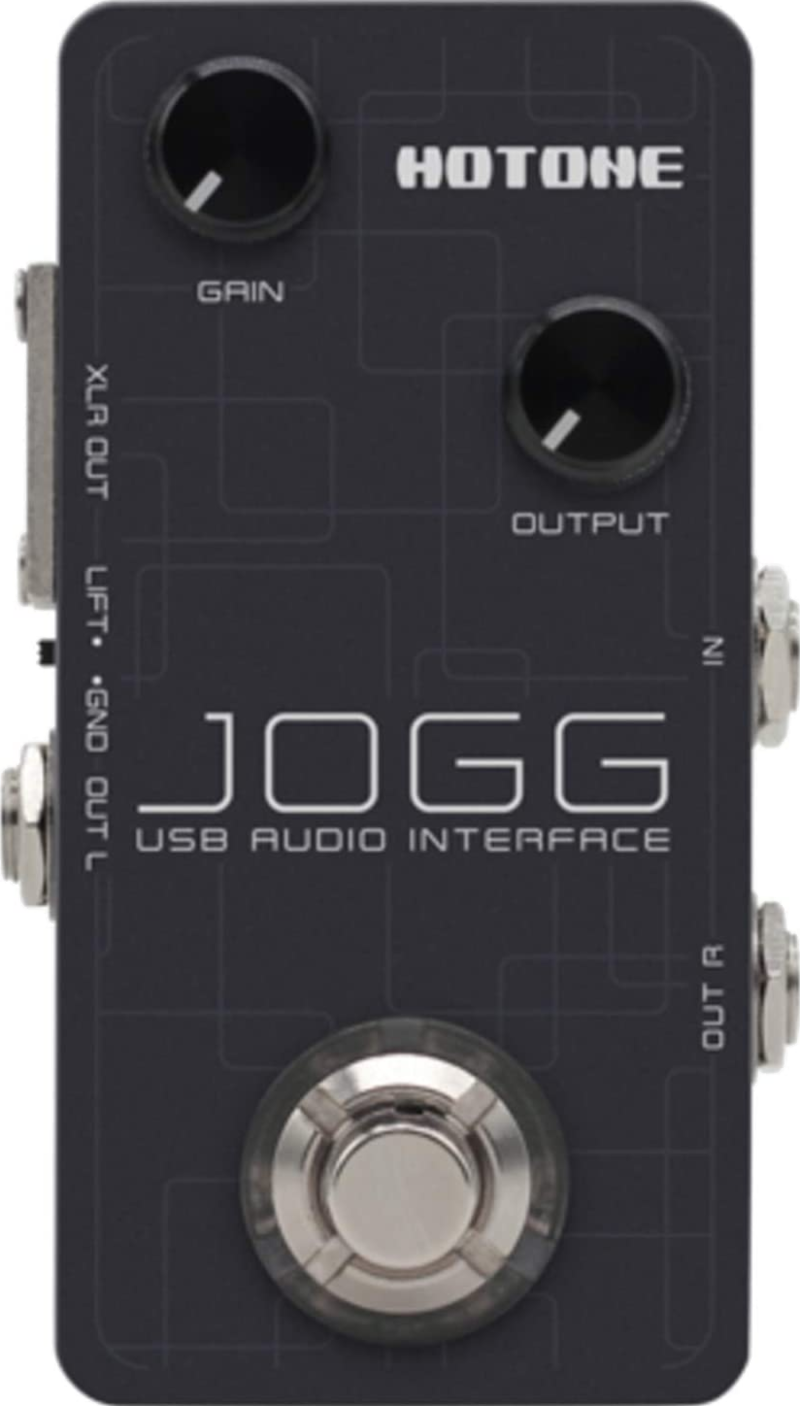 HOTONE
GAIN
OUTPUT
XLR OUT
LIFT• •GND
OUT L
IN
JOGG
USB AUDIO INTERFACE
OUT R